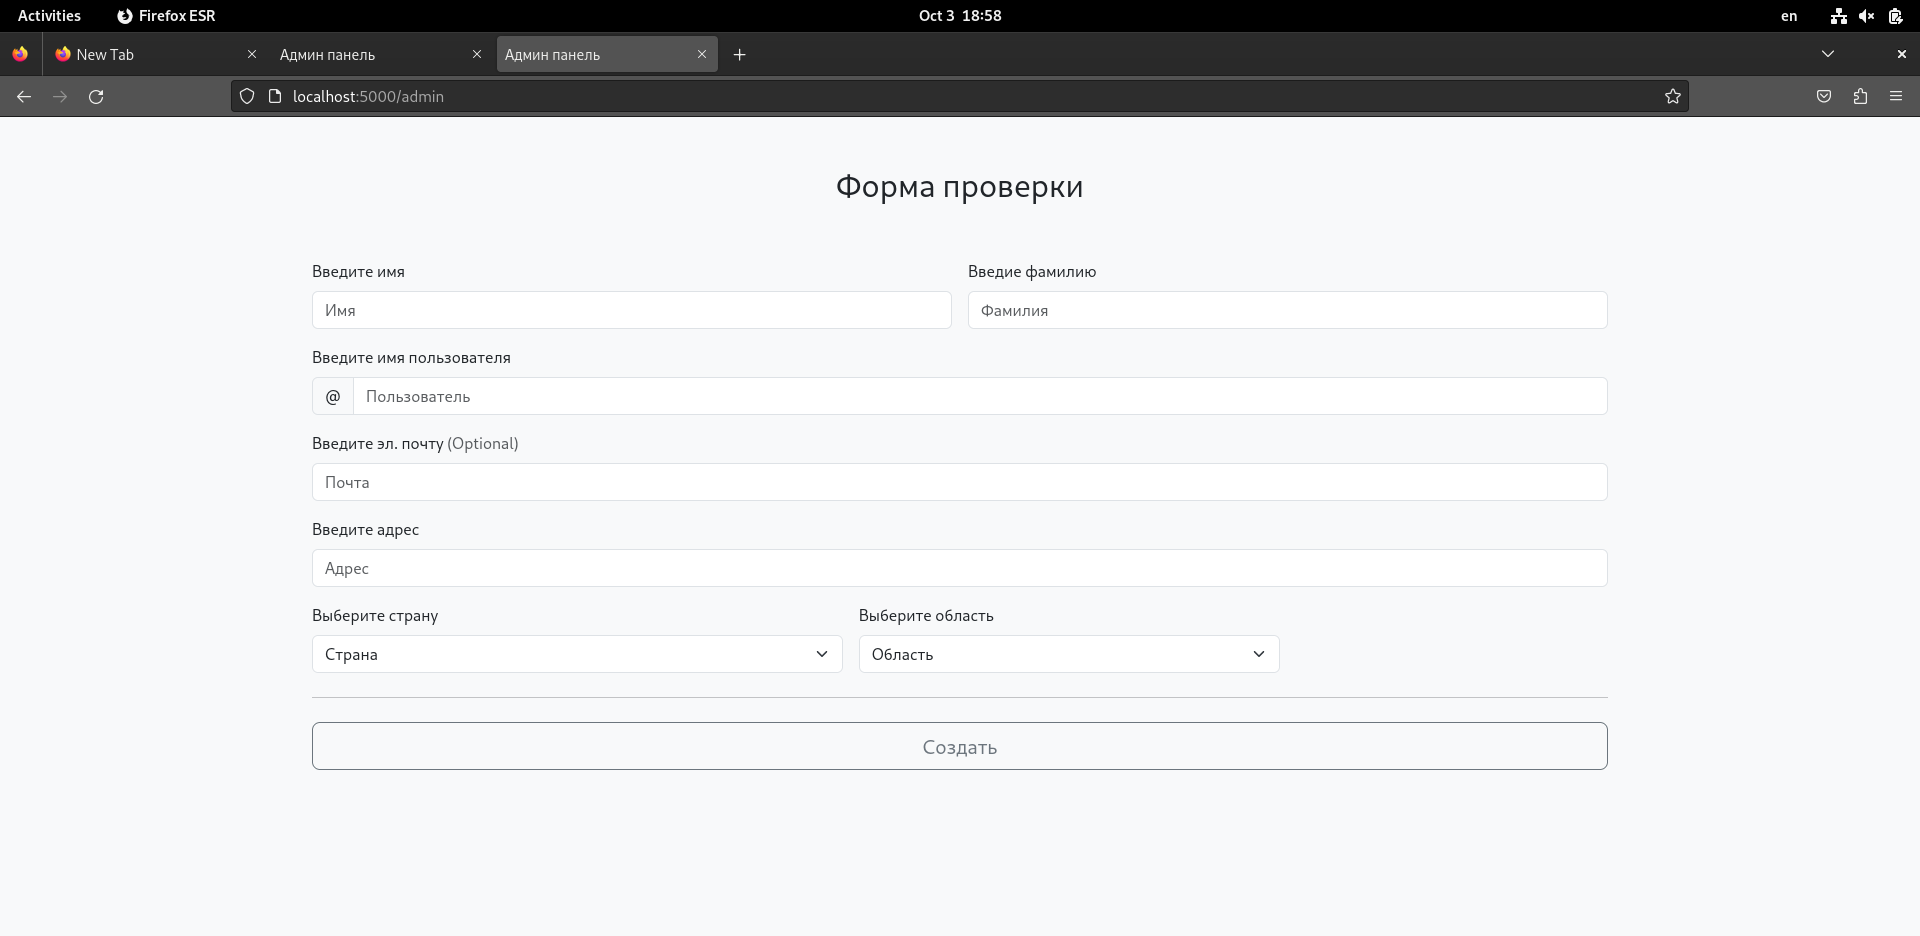 Activities Firefox ESR Oct 3 18:58 en
New Tab Админ панель Админ панель
localhost:5000/admin
Форма проверки
Введите имя Введие фамилию
Имя Фамилия
Введите имя пользователя
@ Пользователь
Введите эл. почту (Optional)
Почта
Введите адрес
Адрес
Выберите страну Выберите область
Страна Область
Создать